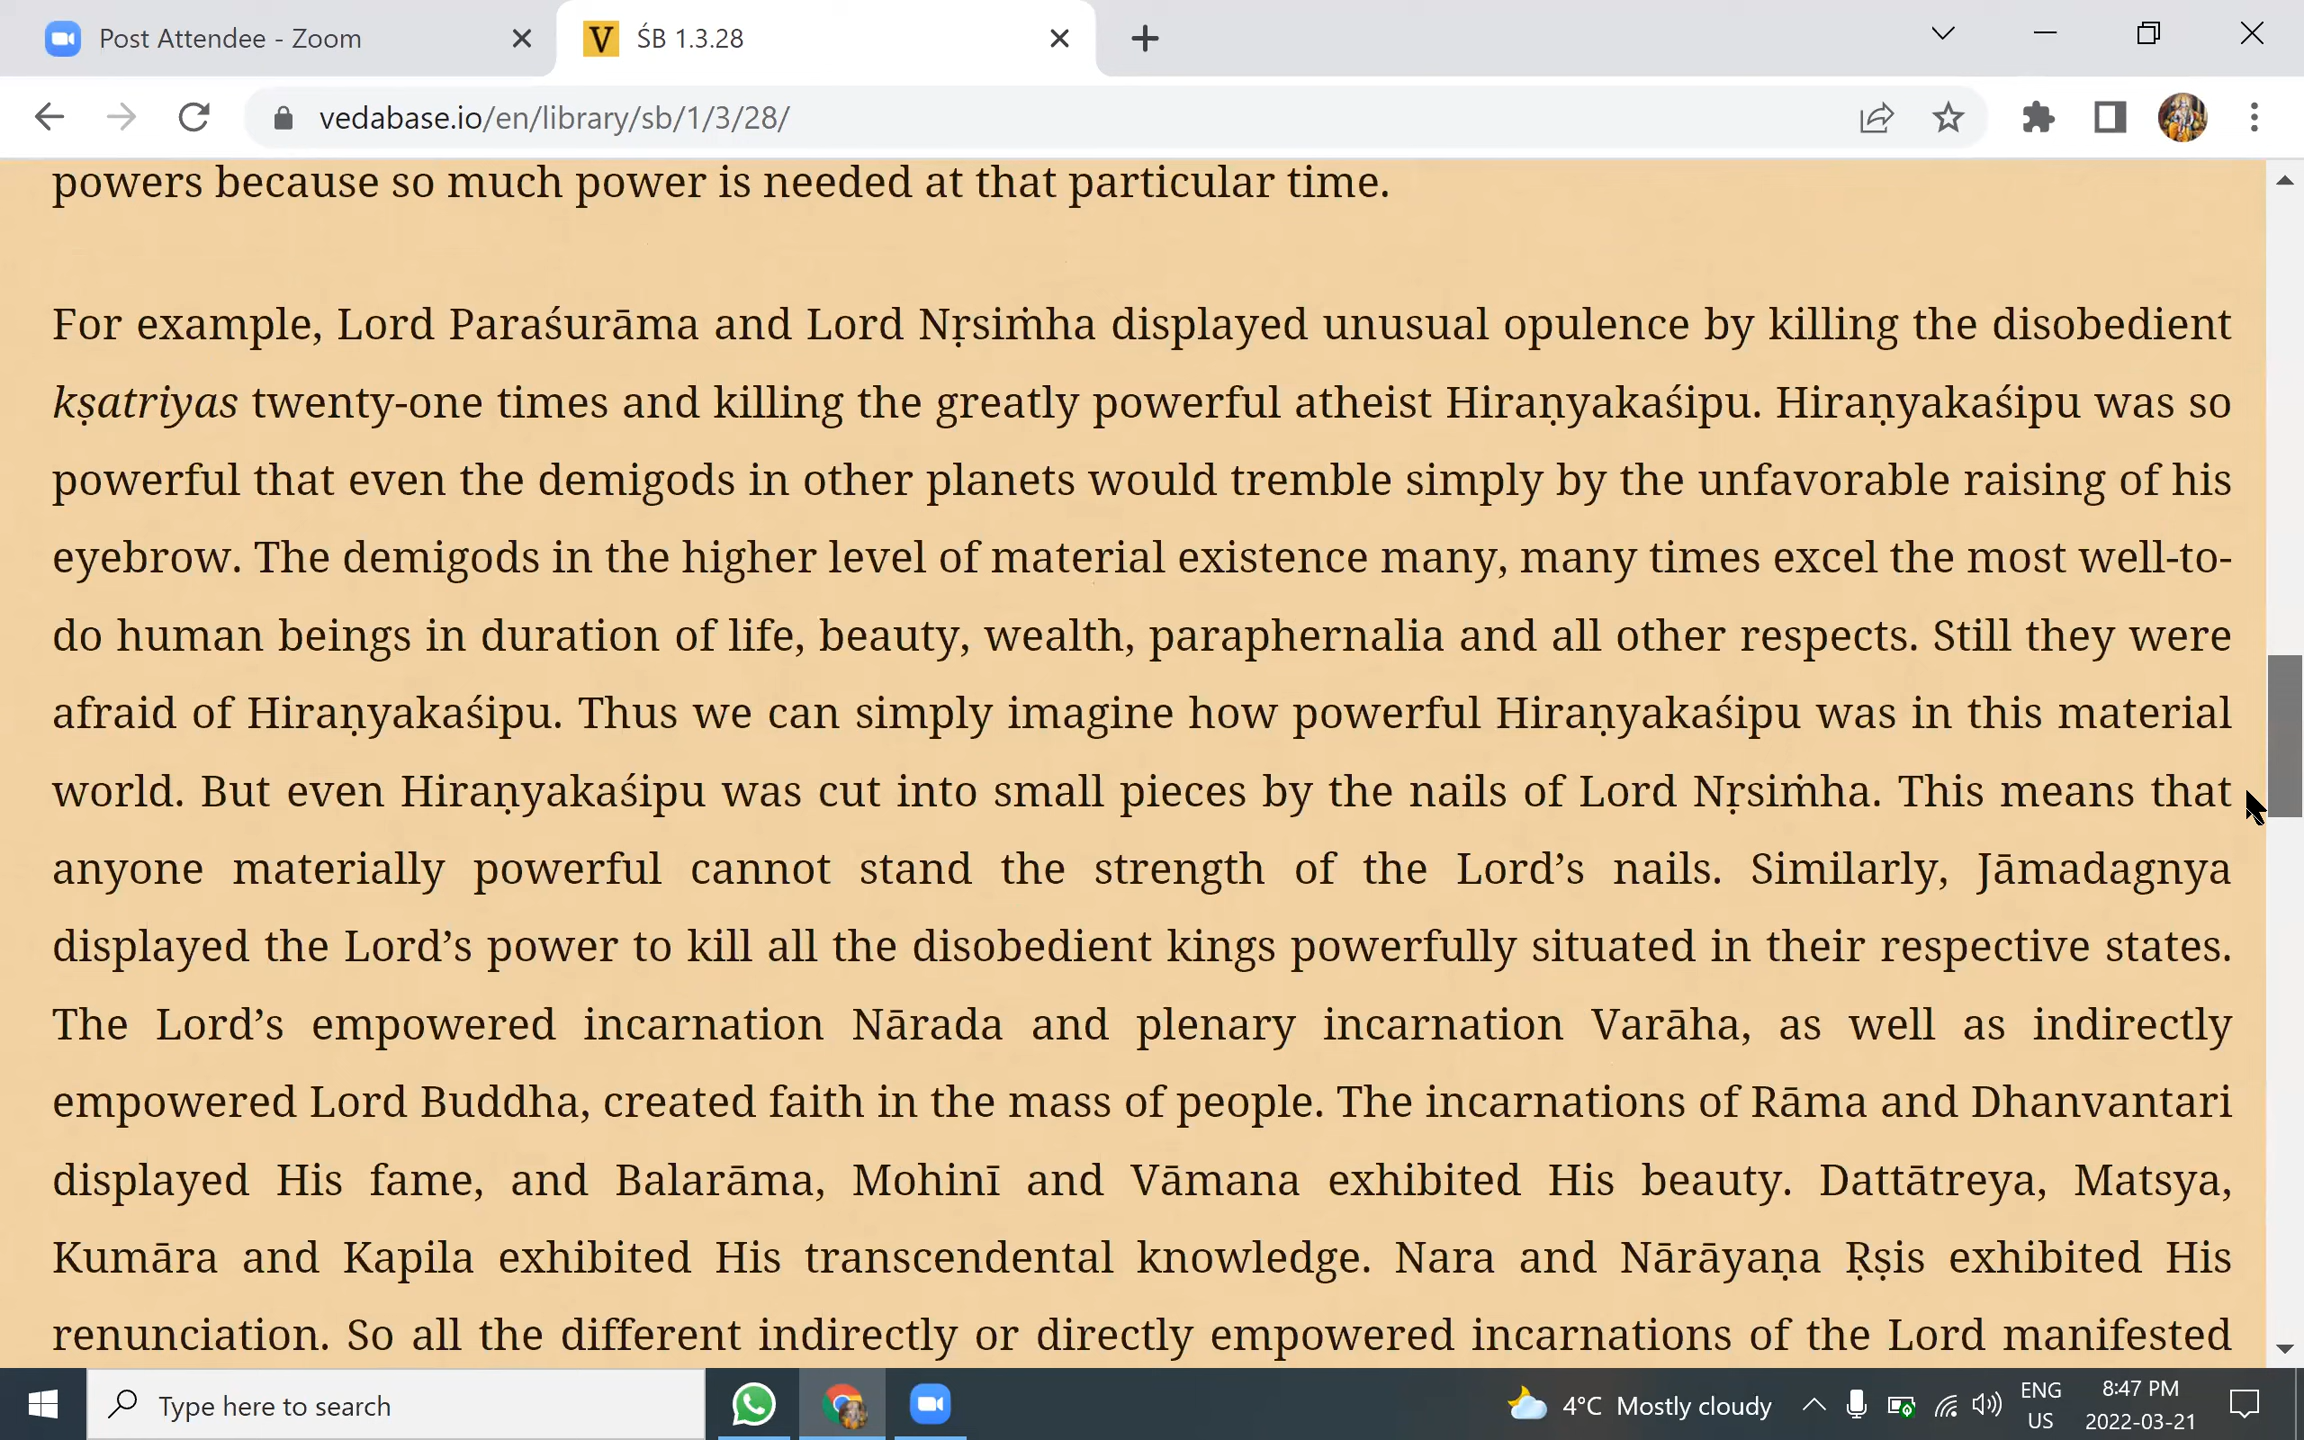 Post Attendee - Zoom
V ŚB 1.3.28
vedabase.io/en/library/sb/1/3/28/
powers because so much power is needed at that particular time.
For example, Lord Paraśurāma and Lord Nṛsiṁha displayed unusual opulence by killing the disobedient
kṣatriyas twenty-one times and killing the greatly powerful atheist Hiraṇyakaśipu. Hiraṇyakaśipu was so
powerful that even the demigods in other planets would tremble simply by the unfavorable raising of his
eyebrow. The demigods in the higher level of material existence many, many times excel the most well-to-
do human beings in duration of life, beauty, wealth, paraphernalia and all other respects. Still they were
afraid of Hiraṇyakaśipu. Thus we can simply imagine how powerful Hiraṇyakaśipu was in this material
world. But even Hiraṇyakaśipu was cut into small pieces by the nails of Lord Nṛsiṁha. This means that
anyone materially powerful cannot stand the strength of the Lord’s nails. Similarly, Jāmadagnya
displayed the Lord’s power to kill all the disobedient kings powerfully situated in their respective states.
The Lord’s empowered incarnation Nārada and plenary incarnation Varāha, as well as indirectly
empowered Lord Buddha, created faith in the mass of people. The incarnations of Rāma and Dhanvantari
displayed His fame, and Balarāma, Mohinī and Vāmana exhibited His beauty. Dattātreya, Matsya,
Kumāra and Kapila exhibited His transcendental knowledge. Nara and Nārāyaṇa Ṛṣis exhibited His
renunciation. So all the different indirectly or directly empowered incarnations of the Lord manifested
Type here to search
4°C Mostly cloudy
ENG
US
8:47 PM
2022-03-21